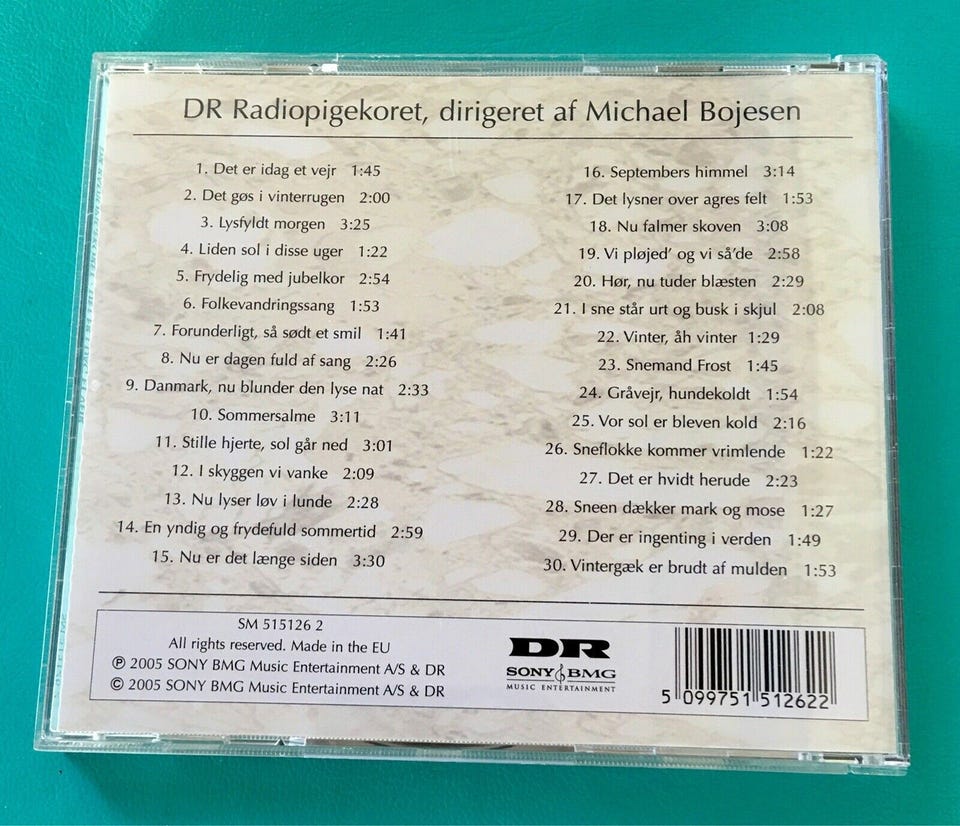 DR Radiopigekoret, dirigeret af Michael Bojesen
1. Det er idag et vejr 1:45
2. Det gøs i vinterrugen 2:00
3. Lysfyldt morgen 3:25
4. Liden sol i disse uger 1:22
5. Frydelig med jubelkor 2:54
6. Folkevandringssang 1:53
7. Forunderligt, så sødt et smil 1:41
8. Nu er dagen fuld af sang 2:26
9. Danmark, nu blunder den lyse nat 2:33
10. Sommersalme 3:11
11. Stille hjerte, sol går ned 3:01
12. I skyggen vi vanke 2:09
13. Nu lyser løv i lunde 2:28
14. En yndig og frydefuld sommertid 2:59
15. Nu er det længe siden 3:30
16. Septembers himmel 3:14
17. Det lysner over agres felt 1:53
18. Nu falmer skoven 3:08
19. Vi pløjed' og vi så'de 2:58
20. Hør, nu tuder blæsten 2:29
21. I sne står urt og busk i skjul 2:08
22. Vinter, åh vinter 1:29
23. Snemand Frost 1:45
24. Gråvejr, hundekoldt 1:54
25. Vor sol er bleven kold 2:16
26. Sneflokke kommer vrimlende 1:22
27. Det er hvidt herude 2:23
28. Sneen dækker mark og mose 1:27
29. Der er ingenting i verden 1:49
30. Vintergæk er brudt af mulden 1:53
SM 515126 2
All rights reserved. Made in the EU
℗ 2005 SONY BMG Music Entertainment A/S & DR
© 2005 SONY BMG Music Entertainment A/S & DR
DR
SONY BMG
MUSIC ENTERTAINMENT
5 099751 512622